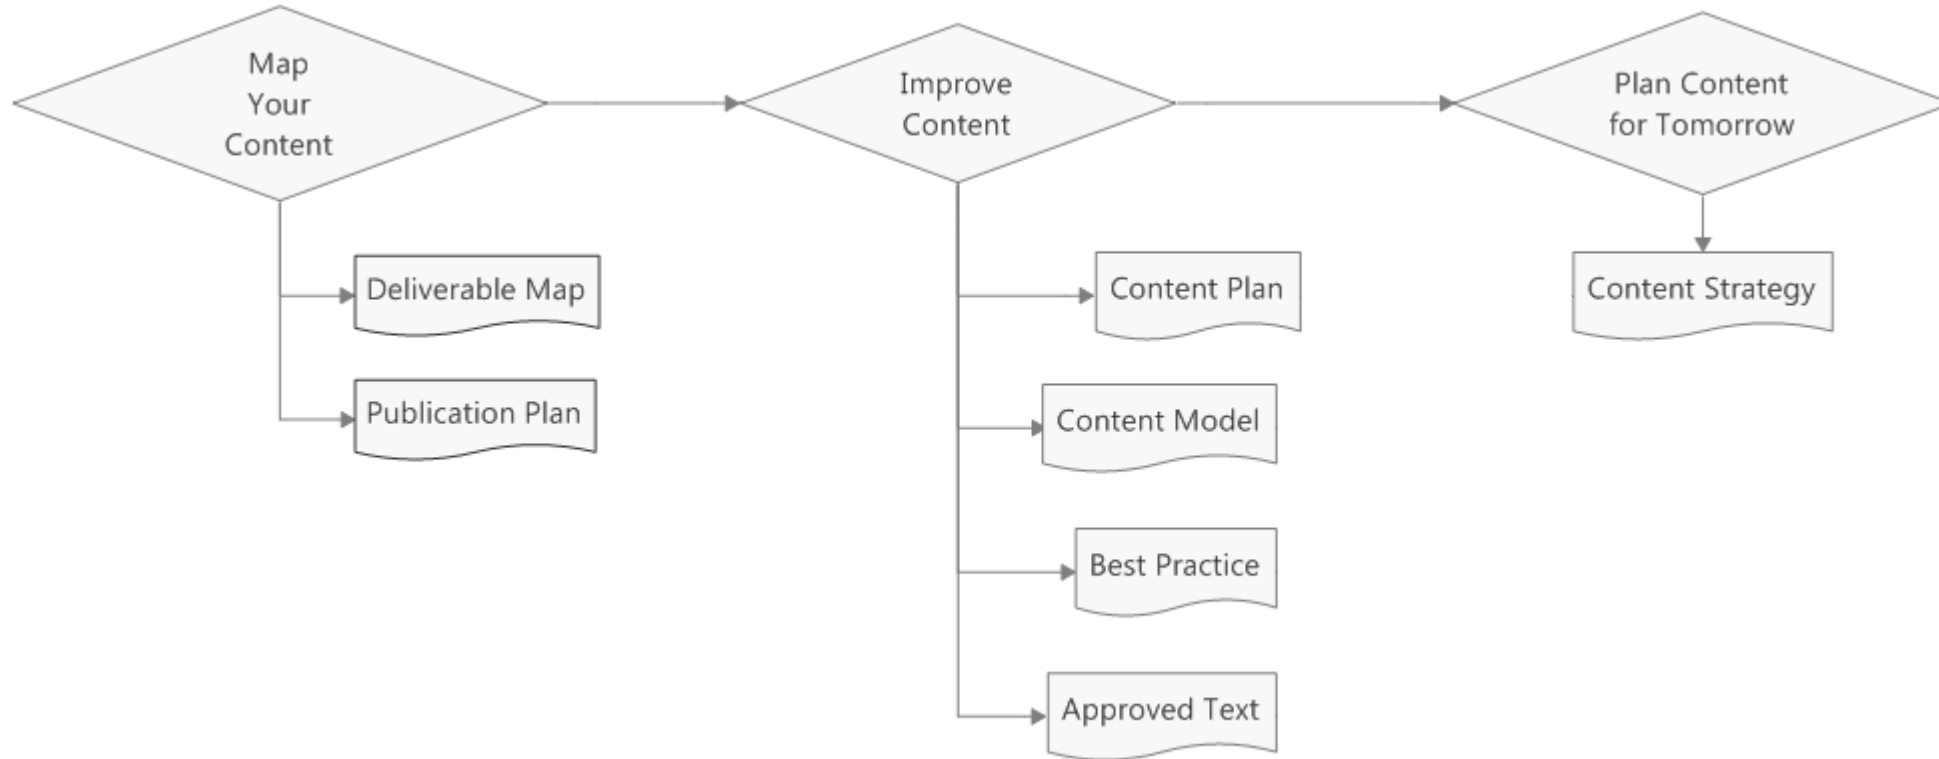 Map
Your
Content
Improve
Content
Plan Content
for Tomorrow
Deliverable Map
Publication Plan
Content Plan
Content Model
Best Practice
Approved Text
Content Strategy